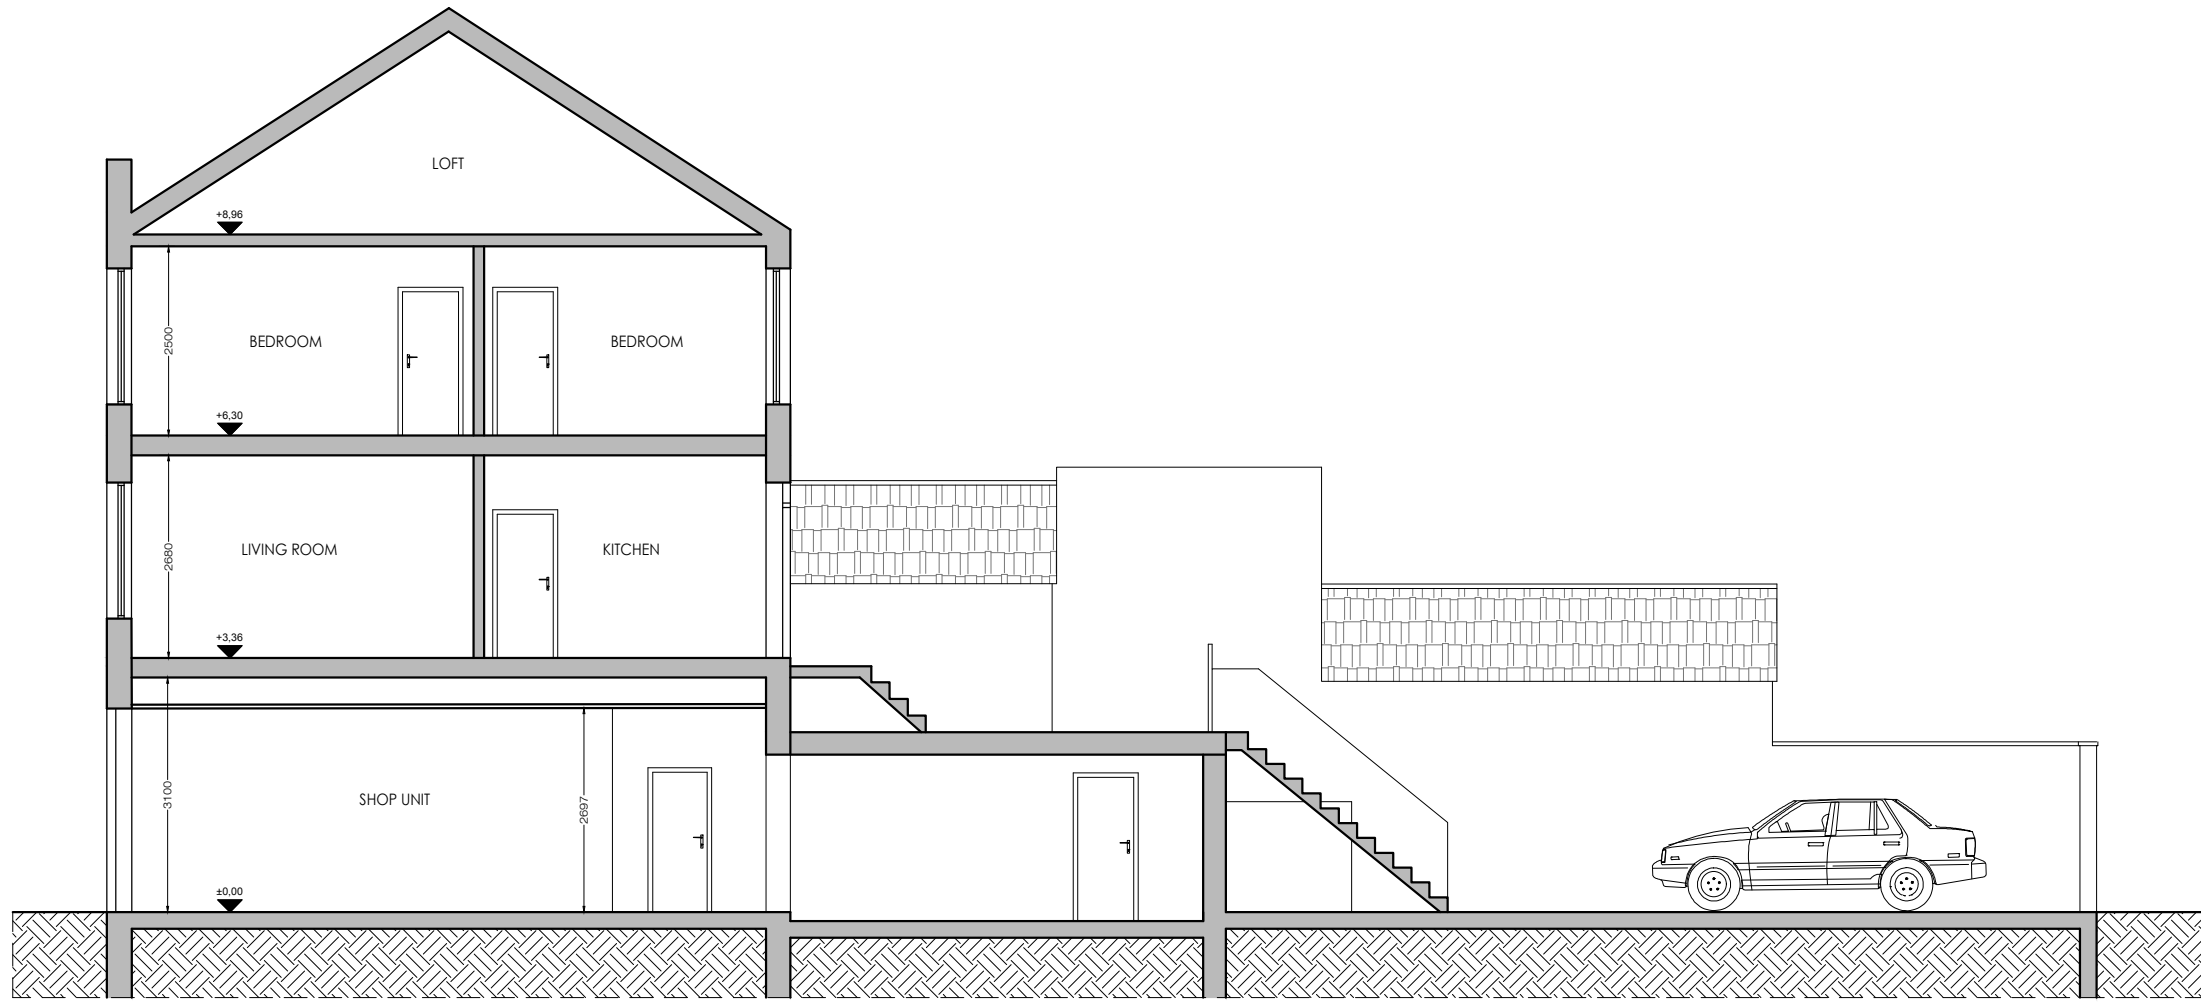 LOFT
+8,96
2500
BEDROOM
BEDROOM
+6,30
2680
LIVING ROOM
KITCHEN
+3,36
3100
SHOP UNIT
2697
±0,00